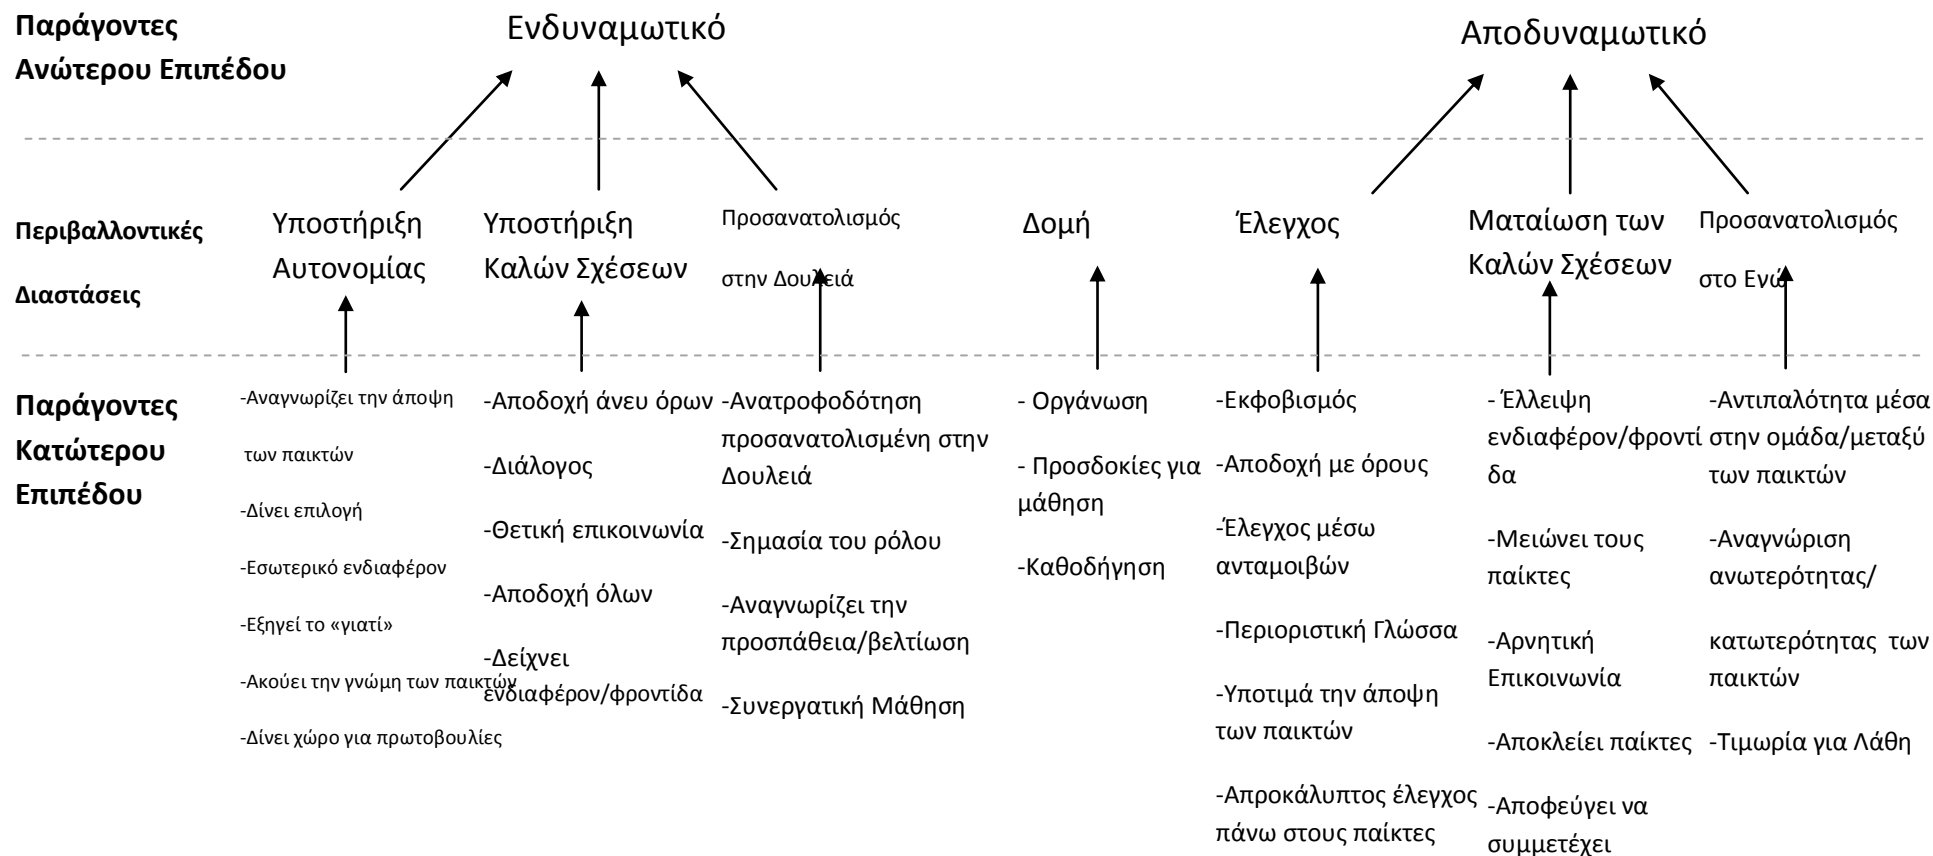 Παράγοντες
Ανώτερου Επιπέδου
Ενδυναμωτικό
Αποδυναμωτικό
Περιβαλλοντικές
Διαστάσεις
Υποστήριξη
Αυτονομίας
Υποστήριξη
Καλών Σχέσεων
Προσανατολισμός
στην Δουλειά
Δομή
Έλεγχος
Ματαίωση των
Καλών Σχέσεων
Προσανατολισμός
στο Εγώ
Παράγοντες
Κατώτερου
Επιπέδου
-Αναγνωρίζει την άποψη
των παικτών
-Δίνει επιλογή
-Εσωτερικό ενδιαφέρον
-Εξηγεί το «γιατί»
-Ακούει την γνώμη των παικτών
-Δίνει χώρο για πρωτοβουλίες
-Αποδοχή άνευ όρων
-Διάλογος
-Θετική επικοινωνία
-Αποδοχή όλων
-Δείχνει
ενδιαφέρον/φροντίδα
-Ανατροφοδότηση
προσανατολισμένη στην
Δουλειά
-Σημασία του ρόλου
-Αναγνωρίζει την
προσπάθεια/βελτίωση
-Συνεργατική Μάθηση
- Οργάνωση
- Προσδοκίες για
μάθηση
-Καθοδήγηση
-Εκφοβισμός
-Αποδοχή με όρους
-Έλεγχος μέσω
ανταμοιβών
-Περιοριστική Γλώσσα
-Υποτιμά την άποψη
των παικτών
-Απροκάλυπτος έλεγχος
πάνω στους παίκτες
- Έλλειψη
ενδιαφέρον/φροντί
δα
-Μειώνει τους
παίκτες
-Αρνητική
Επικοινωνία
-Αποκλείει παίκτες
-Αποφεύγει να
συμμετέχει
-Αντιπαλότητα μέσα
στην ομάδα/μεταξύ
των παικτών
-Αναγνώριση
ανωτερότητας/
κατωτερότητας των
παικτών
-Τιμωρία για Λάθη